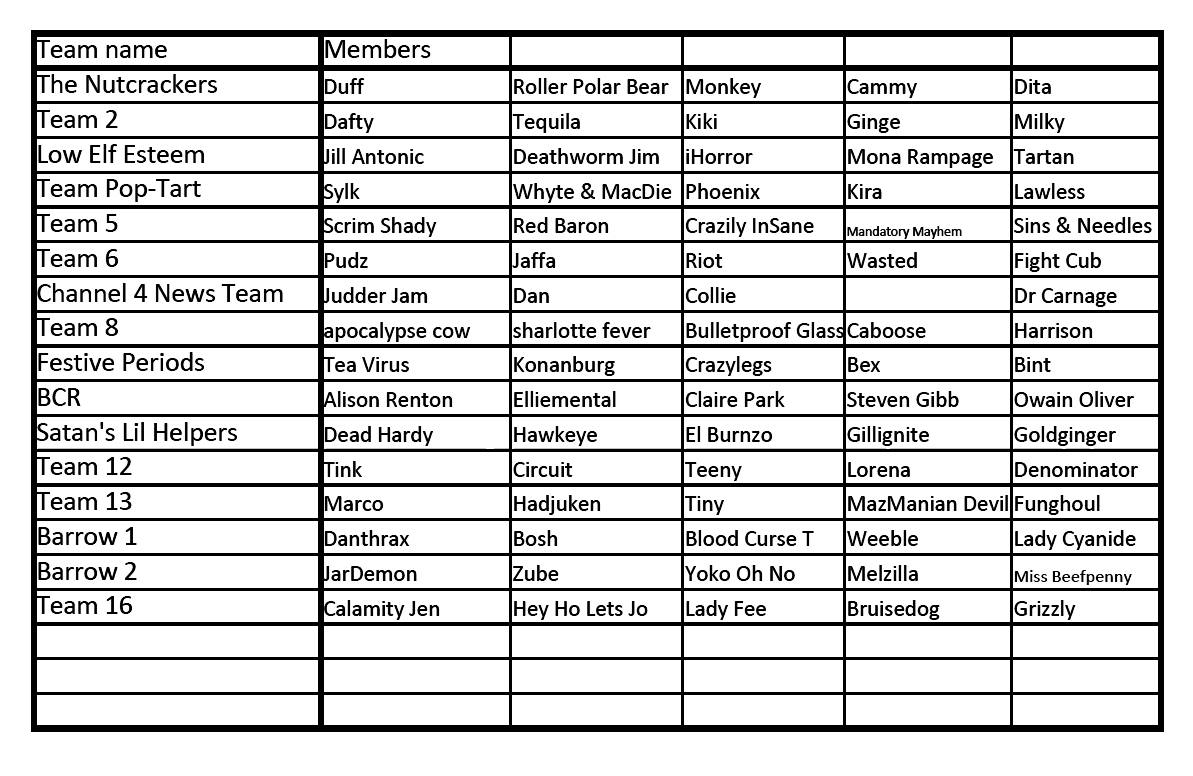 Team name Members
The Nutcrackers Duff Roller Polar Bear Monkey Cammy Dita
Team 2 Dafty Tequila Kiki Ginge Milky
Low Elf Esteem Jill Antonic Deathworm Jim iHorror Mona Rampage Tartan
Team Pop-Tart Sylk Whyte & MacDie Phoenix Kira Lawless
Team 5 Scrim Shady Red Baron Crazily InSane Mandatory Mayhem Sins & Needles
Team 6 Pudz Jaffa Riot Wasted Fight Cub
Channel 4 News Team Judder Jam Dan Collie Dr Carnage
Team 8 apocalypse cow sharlotte fever Bulletproof Glass Caboose Harrison
Festive Periods Tea Virus Konanburg Crazylegs Bex Bint
BCR Alison Renton Elliemental Claire Park Steven Gibb Owain Oliver
Satan's Lil Helpers Dead Hardy Hawkeye El Burnzo Gillignite Goldginger
Team 12 Tink Circuit Teeny Lorena Denominator
Team 13 Marco Hadjuken Tiny MazManian Devil Funghoul
Barrow 1 Danthrax Bosh Blood Curse T Weeble Lady Cyanide
Barrow 2 JarDemon Zube Yoko Oh No Melzilla Miss Beefpenny
Team 16 Calamity Jen Hey Ho Lets Jo Lady Fee Bruisedog Grizzly